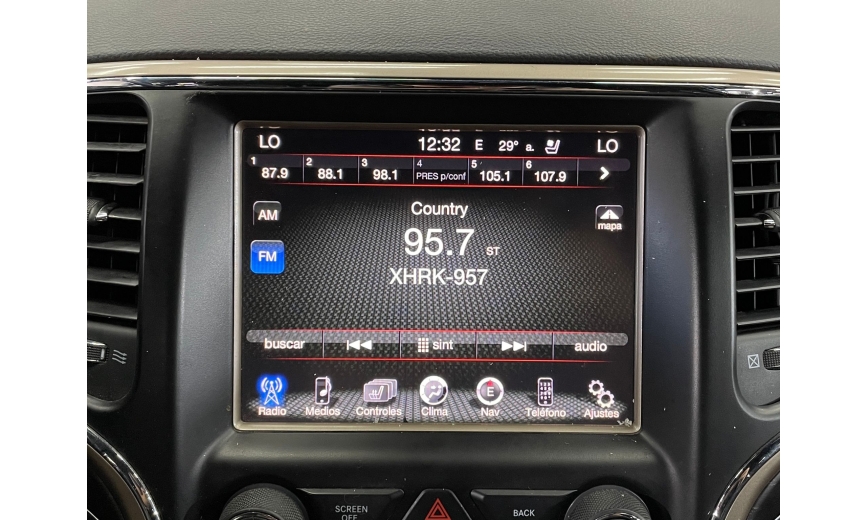 LO 12:32 E 29° a. LO
1 87.9 2 88.1 3 98.1 4 PRES p/conf 5 105.1 6 107.9
AM
Country
mapa
95.7 ST
FM
XHRK-957
buscar sint audio
Radio Medios Controles Clima E Nav Teléfono Ajustes
SCREEN
OFF
BACK